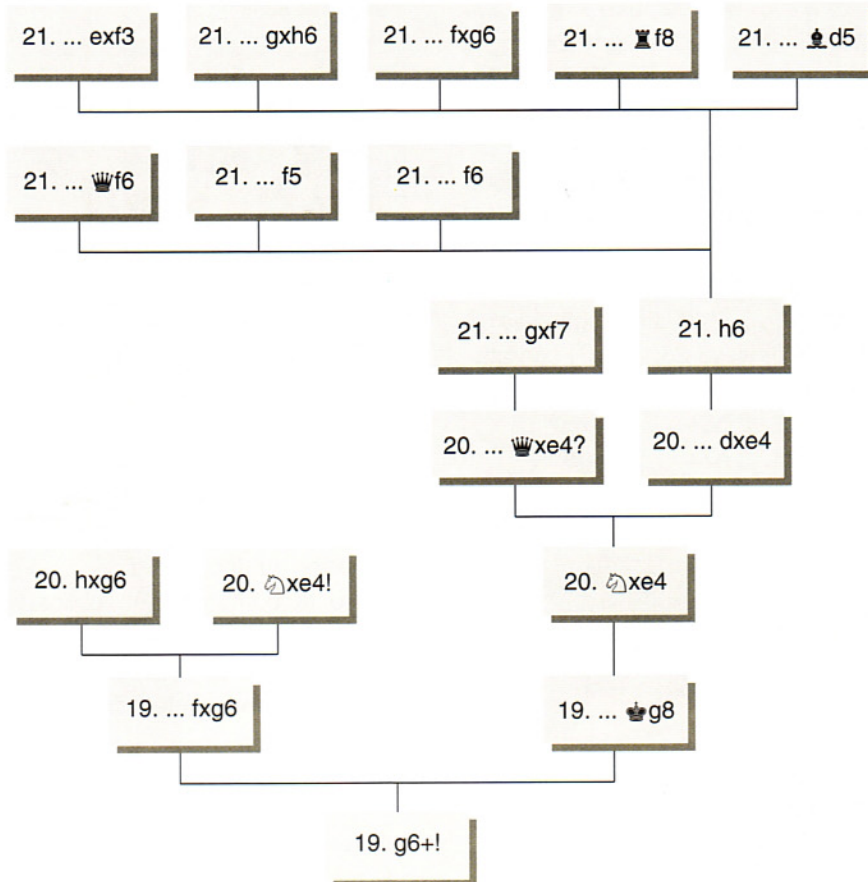 21. ... exf3
21. ... gxh6
21. ... fxg6
21. ... ♜f8
21. ... ♝d5
21. ... ♛f6
21. ... f5
21. ... f6
21. ... gxf7
21. h6
20. ... ♛xe4?
20. ... dxe4
20. hxg6
20. ♘xe4!
20. ♘xe4
19. ... fxg6
19. ... ♚g8
19. g6+!